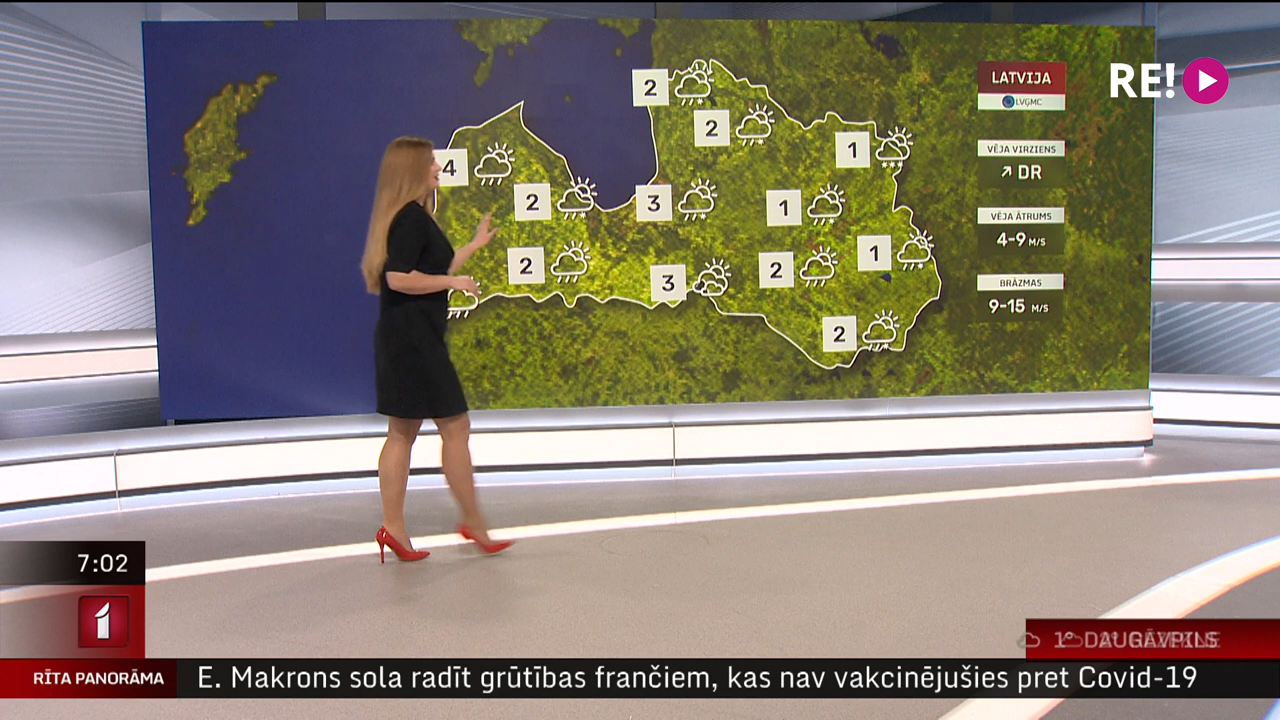 RE!
LATVIJA
LVĢMC
VĒJA VIRZIENS
↗ DR
VĒJA ĀTRUMS
4-9 M/S
BRĀZMAS
9-15 M/S
2
2
1
4
2
3
1
2
3
2
1
2
7:02
1
1° DAUGAVPILS
RĪTA PANORĀMA
E. Makrons sola radīt grūtības frančiem, kas nav vakcinējušies pret Covid-19